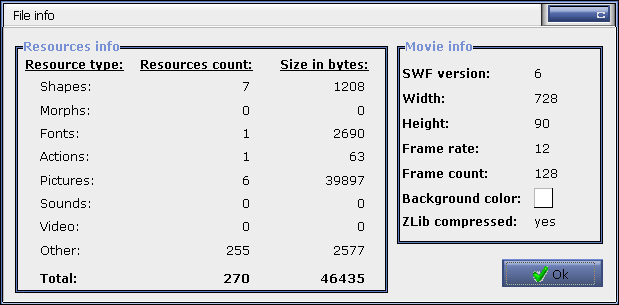 File info
Resources info
Resource type: Resources count: Size in bytes:
Shapes: 7 1208
Morphs: 0 0
Fonts: 1 2690
Actions: 1 63
Pictures: 6 39897
Sounds: 0 0
Video: 0 0
Other: 255 2577
Total: 270 46435
Movie info
SWF version: 6
Width: 728
Height: 90
Frame rate: 12
Frame count: 128
Background color:
ZLib compressed: yes
Ok